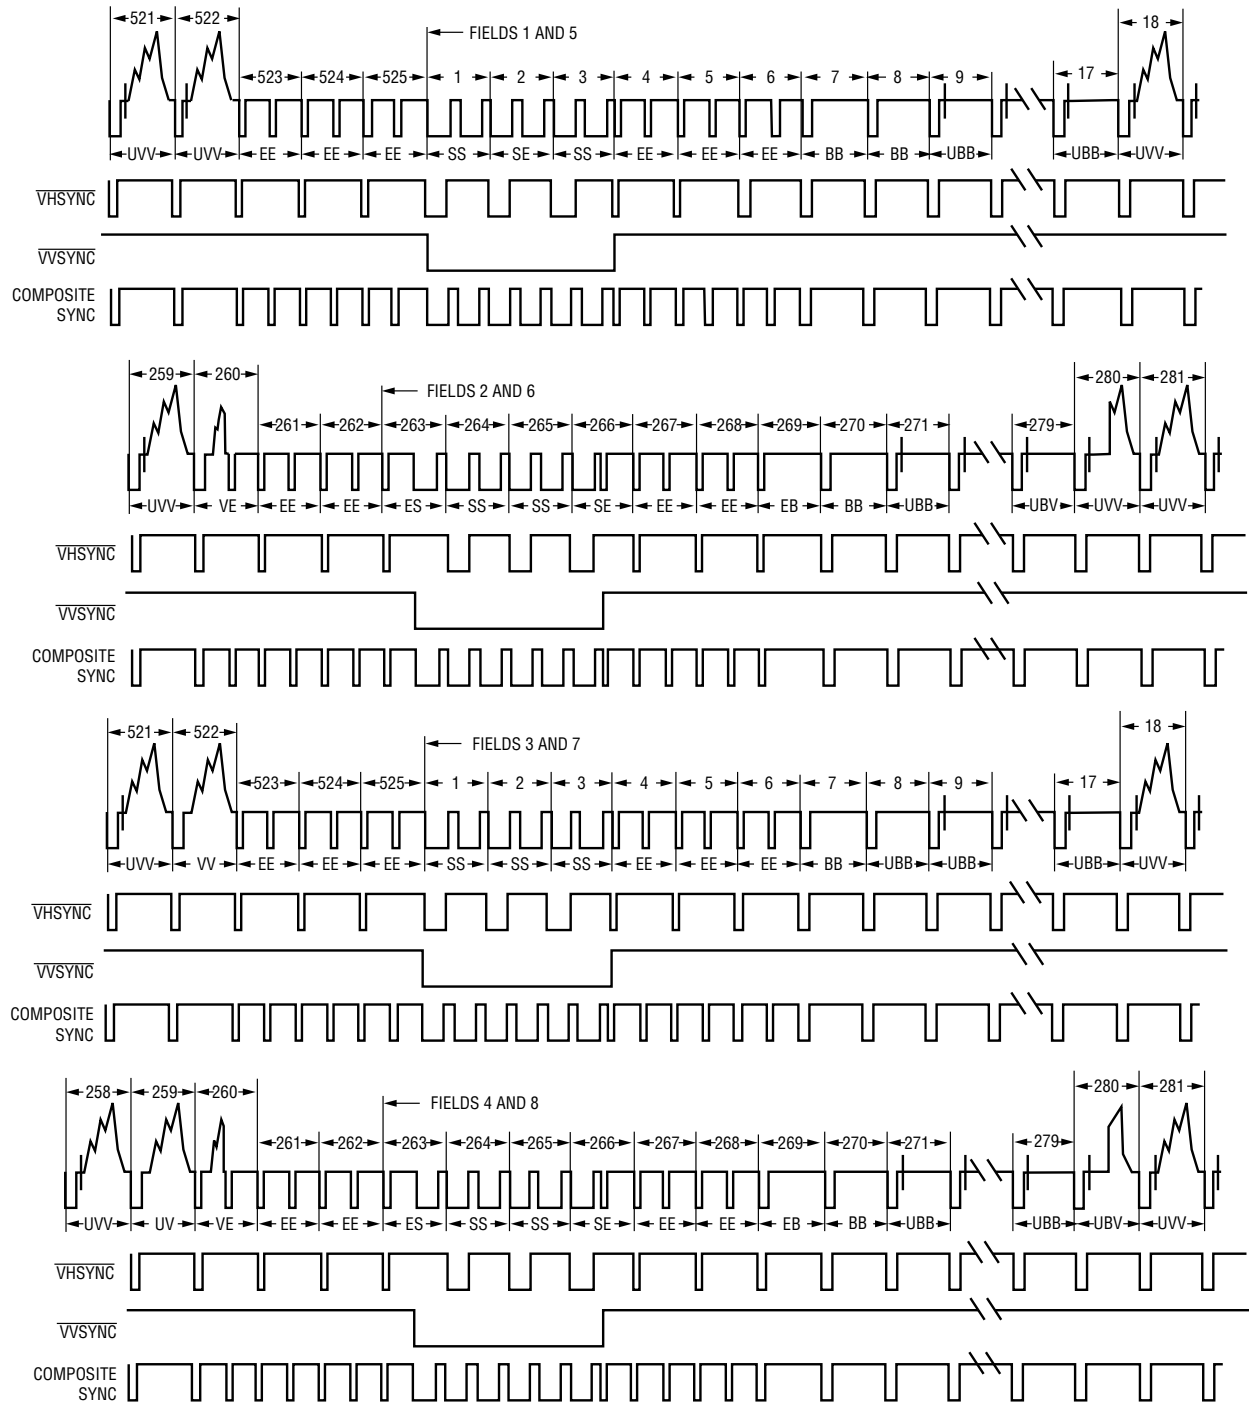 521 522 FIELDS 1 AND 5 18
523 524 525 1 2 3 4 5 6 7 8 9 17
UVV UVV EE EE EE SS SE SS EE EE EE BB BB UBB UBB UVV
VHSYNC
VVSYNC
COMPOSITE
SYNC
259 260 FIELDS 2 AND 6 280 281
261 262 263 264 265 266 267 268 269 270 271 279
UVV VE EE EE ES SS SS SE EE EE EB BB UBB UBV UVV UVV
VHSYNC
VVSYNC
COMPOSITE
SYNC
521 522 FIELDS 3 AND 7 18
523 524 525 1 2 3 4 5 6 7 8 9 17
UVV VV EE EE EE SS SS SS EE EE EE BB UBB UBB UBB UVV
VHSYNC
VVSYNC
COMPOSITE
SYNC
258 259 260 FIELDS 4 AND 8 280 281
261 262 263 264 265 266 267 268 269 270 271 279
UVV UV VE EE EE ES SS SS SE EE EE EB BB UBB UBB UBV UVV
VHSYNC
VVSYNC
COMPOSITE
SYNC